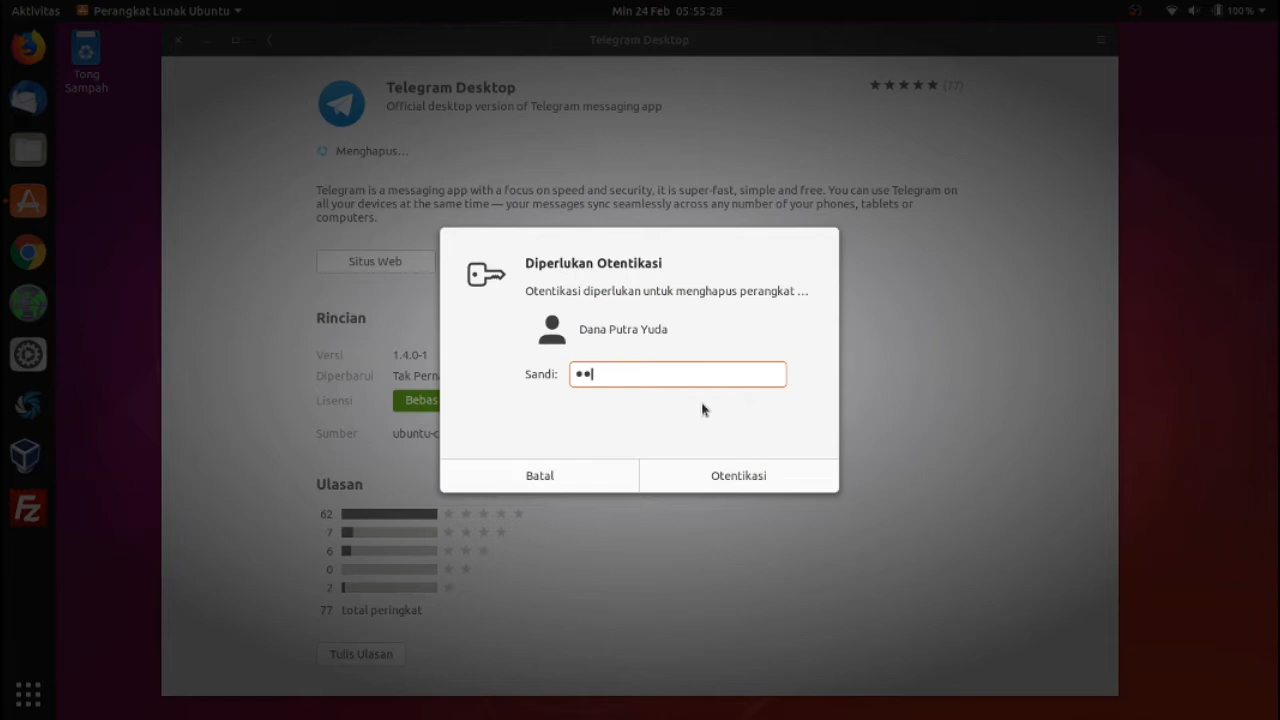 Aktivitas
Perangkat Lunak Ubuntu
Min 24 Feb 05:55:28
100 %
Tong
Sampah
Telegram Desktop
Telegram Desktop
Official desktop version of Telegram messaging app
(77)
Menghapus…
Telegram is a messaging app with a focus on speed and security, it is super-fast, simple and free. You can use Telegram on
all your devices at the same time — your messages sync seamlessly across any number of your phones, tablets or
computers.
Situs Web
Diperlukan Otentikasi
Otentikasi diperlukan untuk menghapus perangkat …
Dana Putra Yuda
Sandi:
Batal
Otentikasi
Rincian
Versi 1.4.0-1
Diperbarui Tak Perna
Lisensi Bebas
Sumber ubuntu-c
Ulasan
62
7
6
0
2
77 total peringkat
Tulis Ulasan
Fz